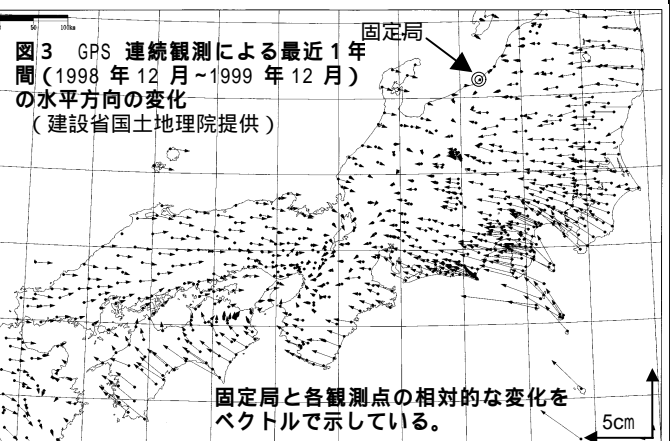 50 100km
固定局
図3 GPS 連続観測による最近1年
間(1998 年 12 月~1999 年 12 月)
の水平方向の変化
(建設省国土地理院提供)
固定局と各観測点の相対的な変化を
ベクトルで示している。
5cm